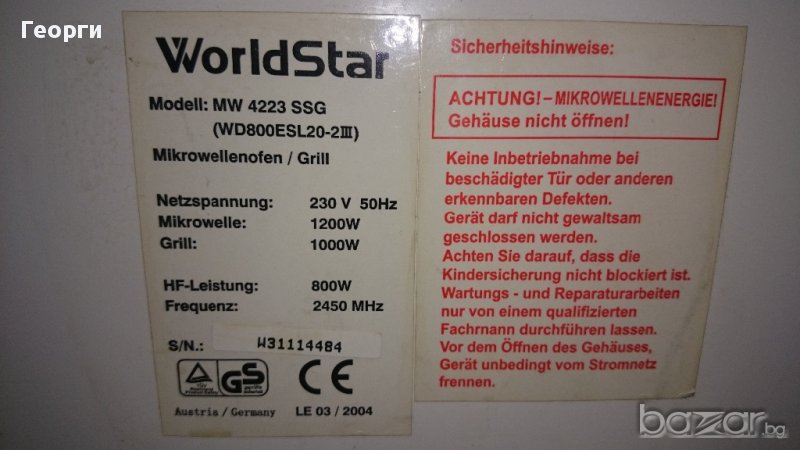 Георги
WorldStar
Modell: MW 4223 SSG
(WD800ESL20-2III)
Mikrowellenofen / Grill
Netzspannung: 230 V 50Hz
Mikrowelle: 1200W
Grill: 1000W
HF-Leistung: 800W
Frequenz: 2450 MHz
S/N.: W31114484
TÜV
GS
CE
Austria / Germany LE 03 / 2004
Sicherheitshinweise:
ACHTUNG! – MIKROWELLENENERGIE!
Gehäuse nicht öffnen!
Keine Inbetriebnahme bei
beschädigter Tür oder anderen
erkennbaren Defekten.
Gerät darf nicht gewaltsam
geschlossen werden.
Achten Sie darauf, dass die
Kindersicherung nicht blockiert ist.
Wartungs - und Reparaturarbeiten
nur von einem qualifizierten
Fachrnann durchführen lassen.
Vor dem Öffnen des Gehäuses,
Gerät unbedingt vom Stromnetz
frennen.
bazar.bg